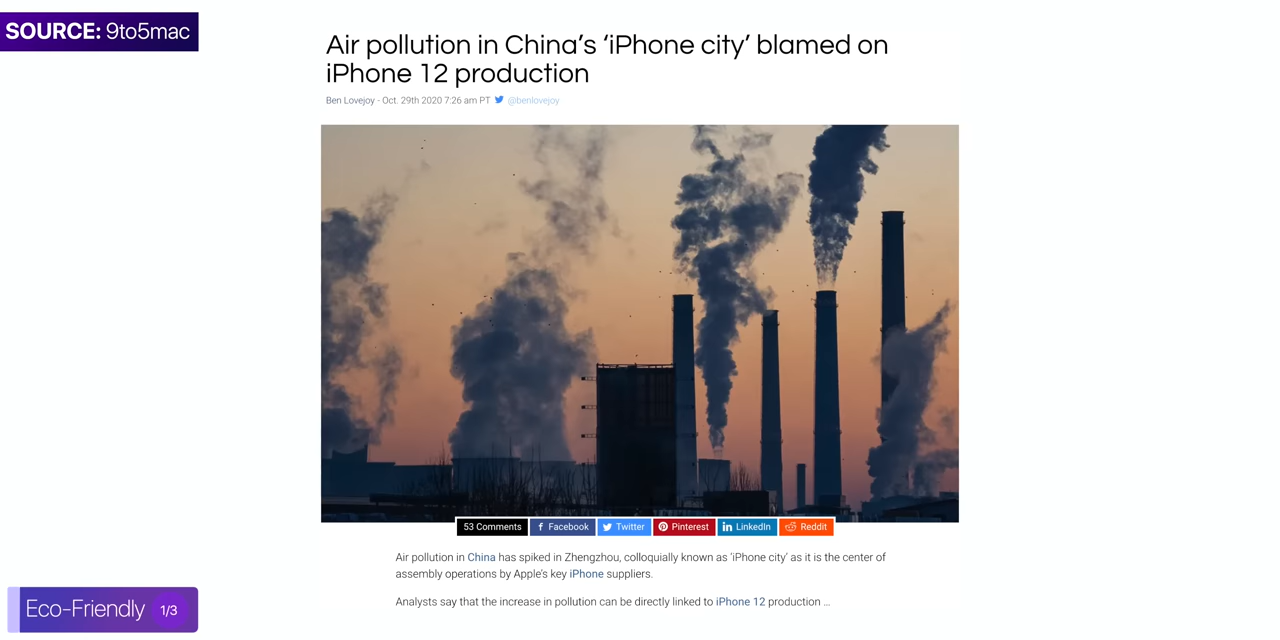 SOURCE: 9to5mac
Air pollution in China’s ‘iPhone city’ blamed on
iPhone 12 production
Ben Lovejoy - Oct. 29th 2020 7:26 am PT @benlovejoy
53 Comments Facebook Twitter Pinterest LinkedIn Reddit
Air pollution in China has spiked in Zhengzhou, colloquially known as ‘iPhone city’ as it is the center of
assembly operations by Apple’s key iPhone suppliers.
Analysts say that the increase in pollution can be directly linked to iPhone 12 production ...
Eco-Friendly 1/3